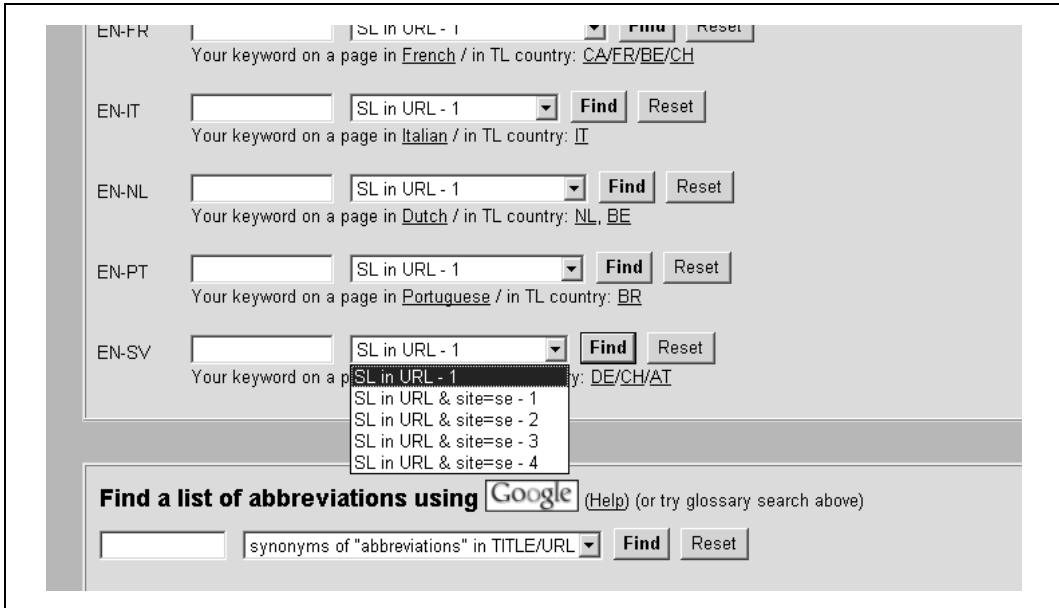 EN-FR SL in URL - 1 Find Reset
Your keyword on a page in French / in TL country: CA/FR/BE/CH
EN-IT SL in URL - 1 Find Reset
Your keyword on a page in Italian / in TL country: IT
EN-NL SL in URL - 1 Find Reset
Your keyword on a page in Dutch / in TL country: NL, BE
EN-PT SL in URL - 1 Find Reset
Your keyword on a page in Portuguese / in TL country: BR
EN-SV SL in URL - 1 Find Reset
Your keyword on a p y: DE/CH/AT
SL in URL - 1
SL in URL & site=se - 1
SL in URL & site=se - 2
SL in URL & site=se - 3
SL in URL & site=se - 4
Find a list of abbreviations using Google (Help) (or try glossary search above)
synonyms of "abbreviations" in TITLE/URL Find Reset